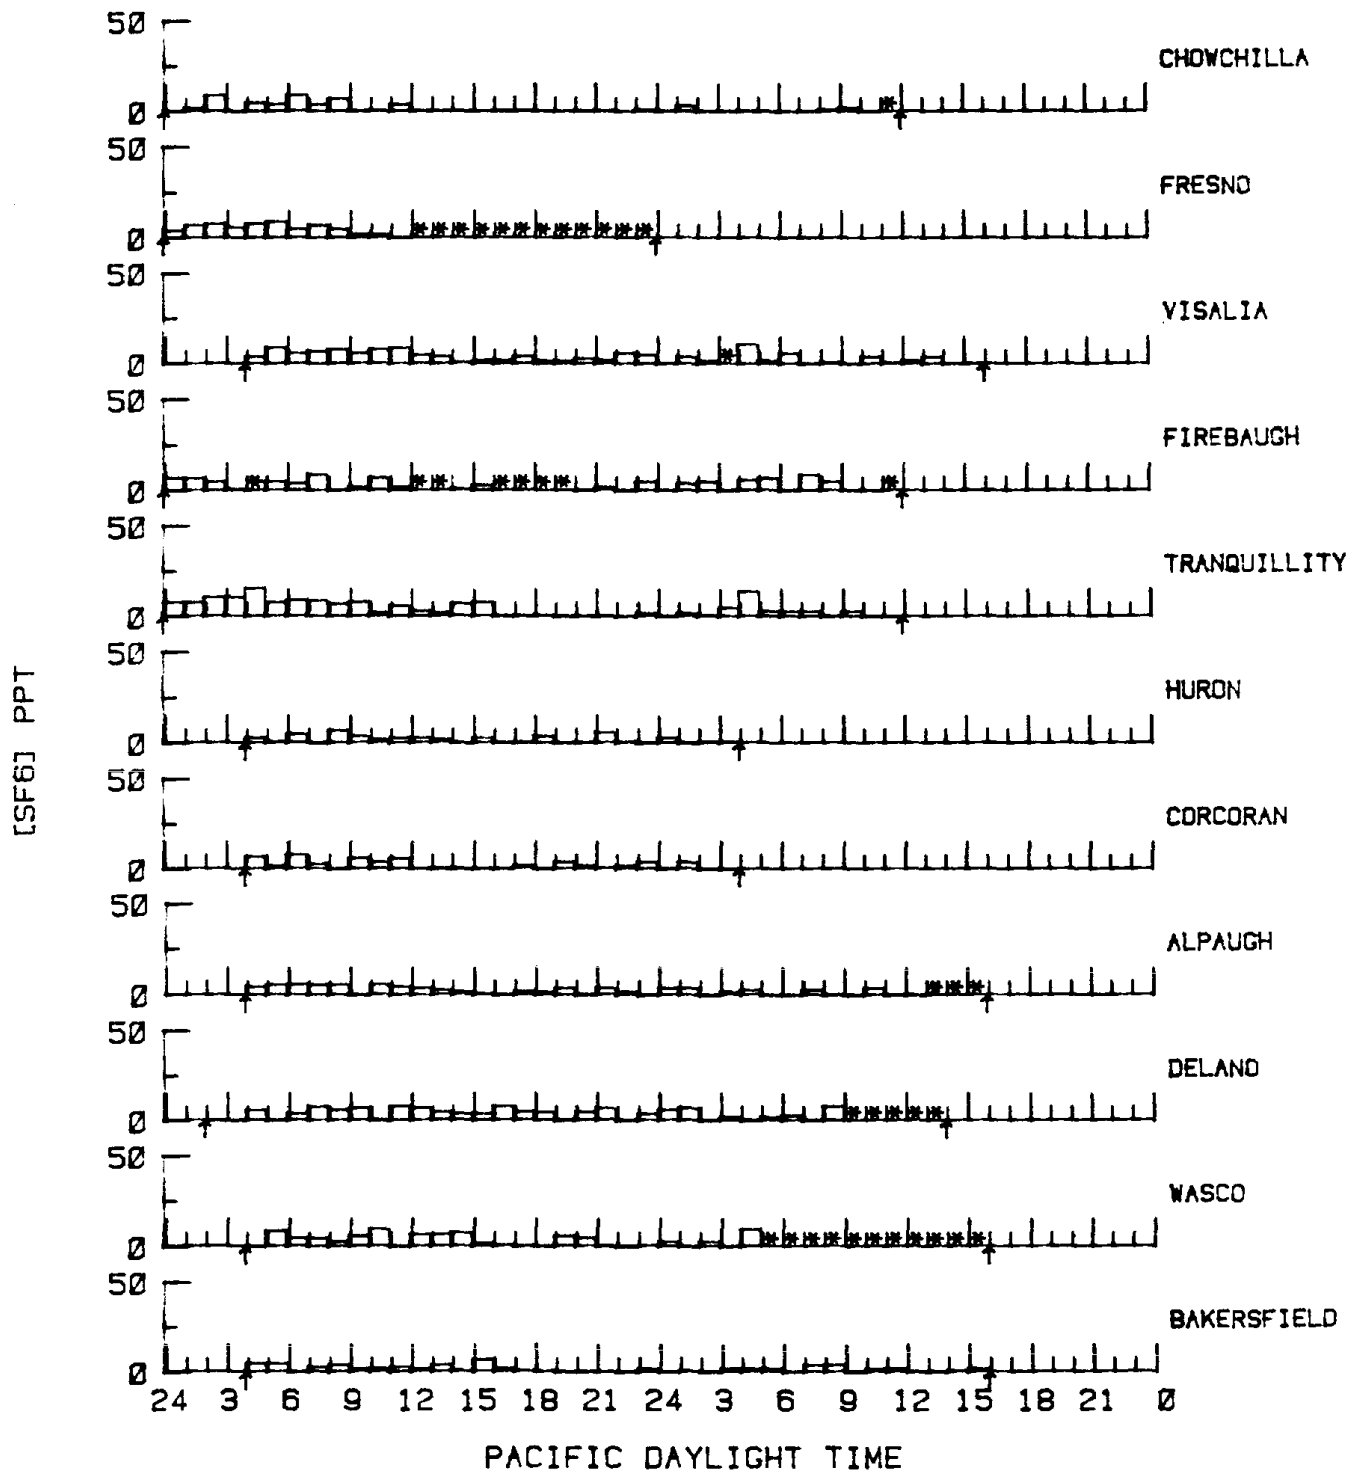 50
CHOWCHILLA
0
50
FRESNO
0
50
VISALIA
0
50
FIREBAUGH
0
50
TRANQUILLITY
0
50
HURON
0
[SF6] PPT
50
CORCORAN
0
50
ALPAUGH
0
50
DELANO
0
50
WASCO
0
50
BAKERSFIELD
0
24 3 6 9 12 15 18 21 24 3 6 9 12 15 18 21 0
PACIFIC DAYLIGHT TIME